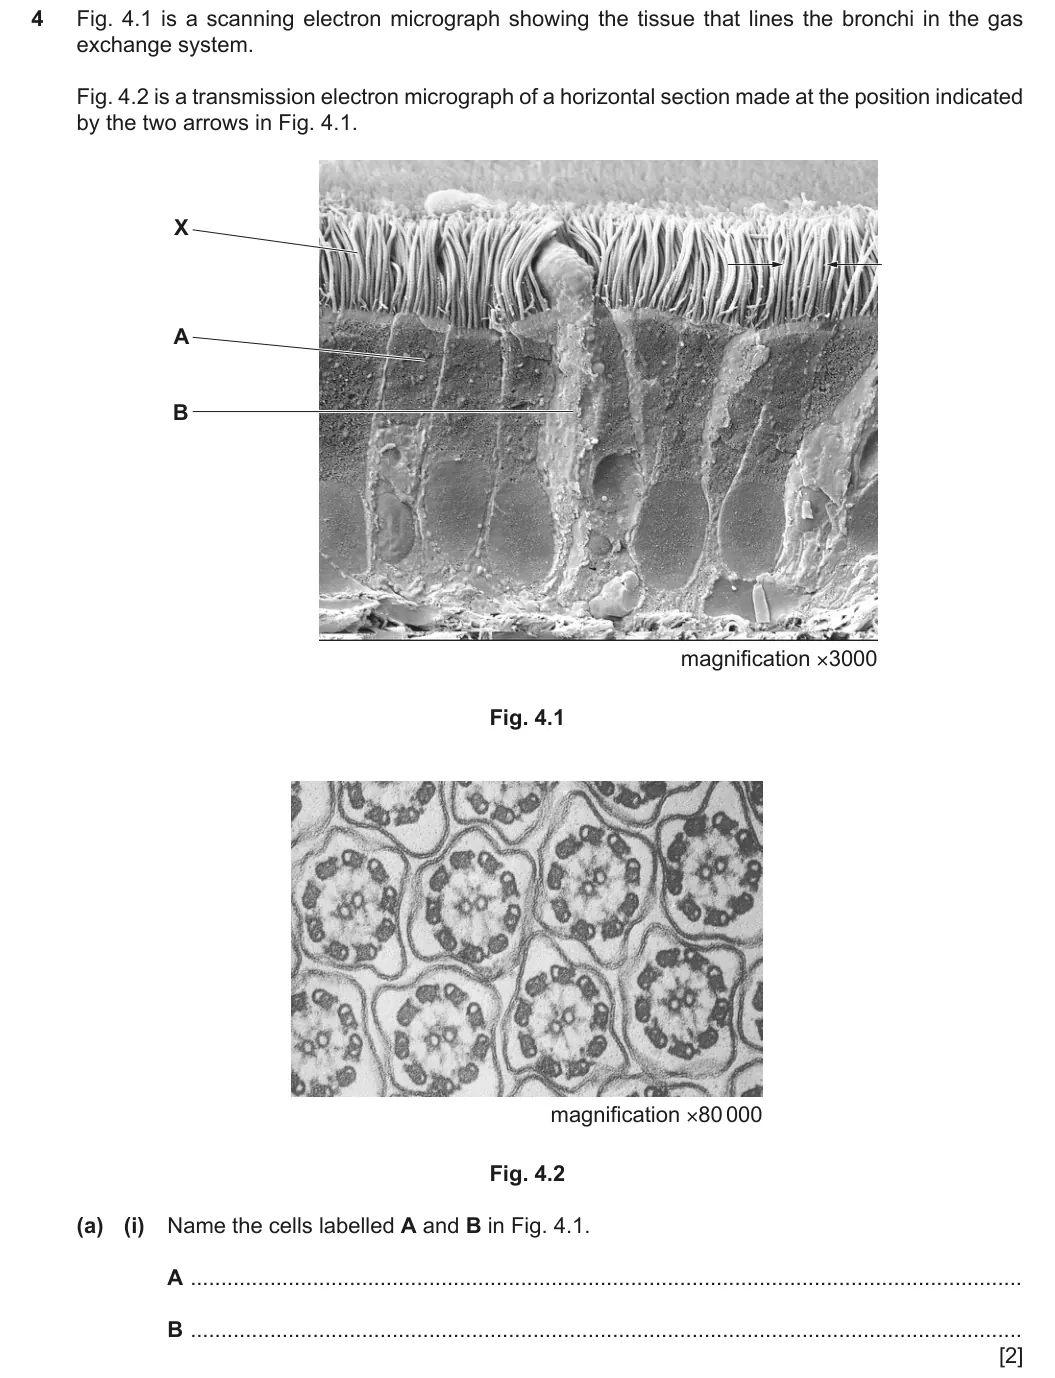 4 Fig. 4.1 is a scanning electron micrograph showing the tissue that lines the bronchi in the gas
exchange system.
Fig. 4.2 is a transmission electron micrograph of a horizontal section made at the position indicated
by the two arrows in Fig. 4.1.
X
A
B
magnification ×3000
Fig. 4.1
magnification ×80 000
Fig. 4.2
(a) (i) Name the cells labelled A and B in Fig. 4.1.
A ........................................................................................................................................
B ........................................................................................................................................
[2]